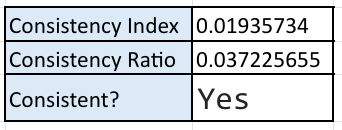 Consistency Index 0.01935734
Consistency Ratio 0.037225655
Consistent? Yes